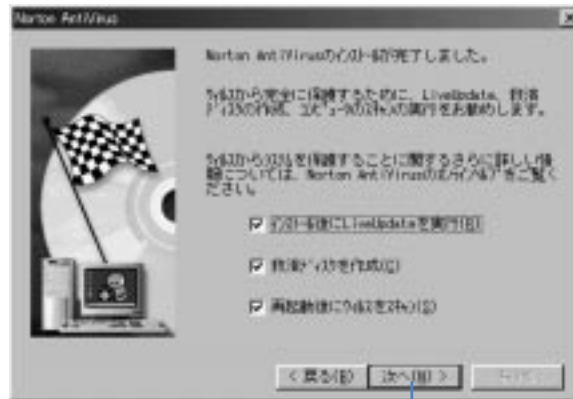 Norton AntiVirus
Norton AntiVirusのインストールが完了しました。
ウイルスから完全に保護するために、LiveUpdate、救済
ディスクの作成、コンピュータのスキャンの実行をお勧めします。
ウイルスからシステムを保護することに関するさらに詳しい情
報については、Norton AntiVirusのオンラインヘルプをご覧く
ださい。
インストール後にLiveUpdateを実行(R)
救済ディスクを作成(C)
再起動後にウイルスをスキャン(S)
< 戻る(B)
次へ(N) >